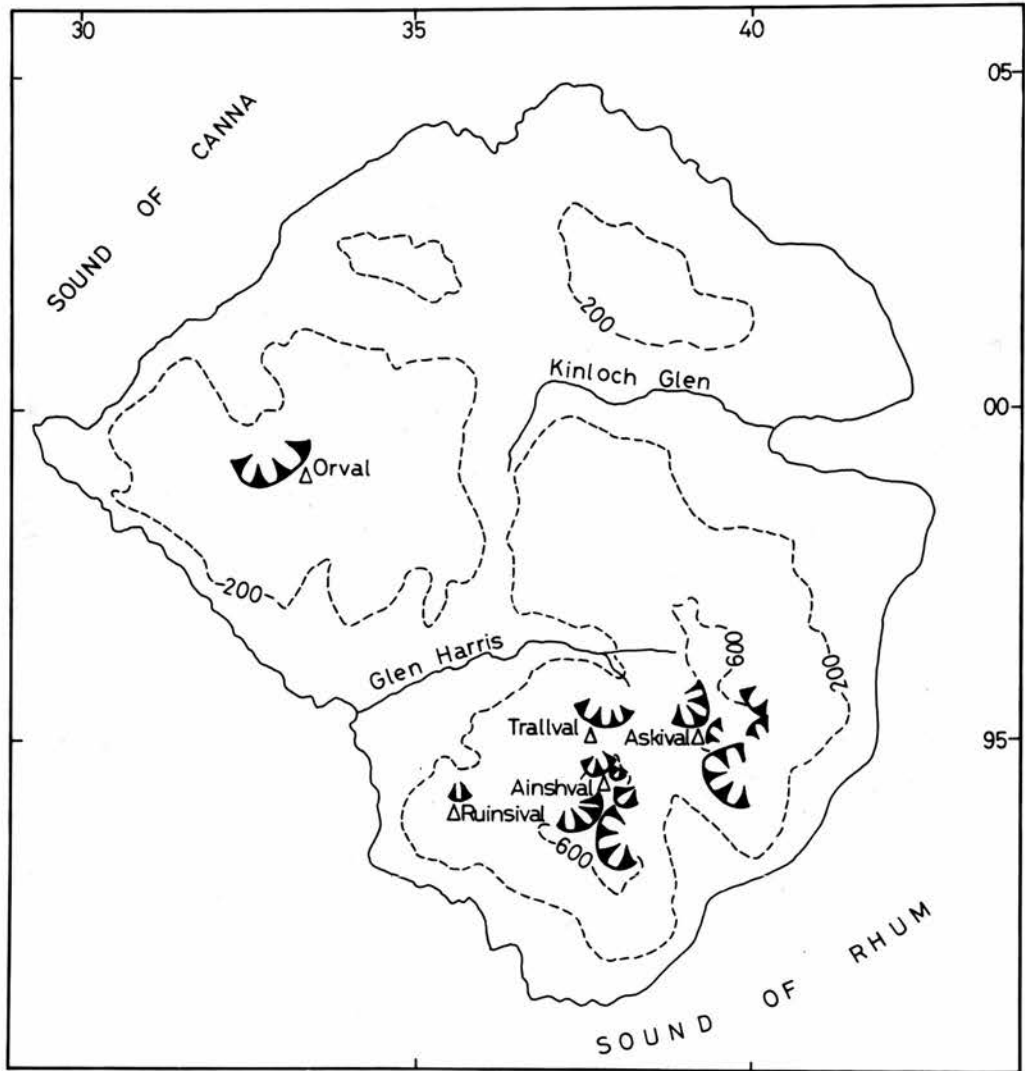 30
35
40
05
SOUND OF CANNA
200
Kinloch Glen
00
Orval
200
Glen Harris
600
200
Trallval
Askival
95
Ainshval
Ruinsival
600
SOUND OF RHUM